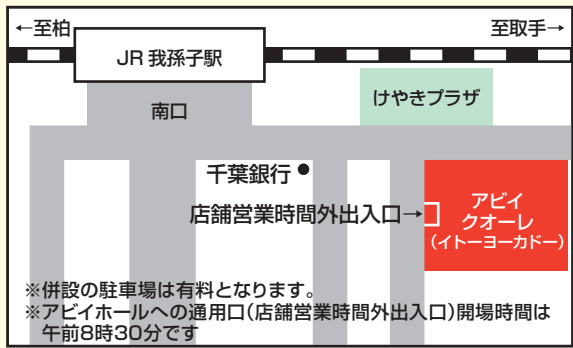 ←至柏
至取手→
JR 我孫子駅
南口
けやきプラザ
千葉銀行●
店舗営業時間外出入口→
アビイ
クオーレ
(イトーヨーカドー)
※併設の駐車場は有料となります。
※アビイホールへの通用口(店舗営業時間外出入口)開場時間は
午前8時30分です